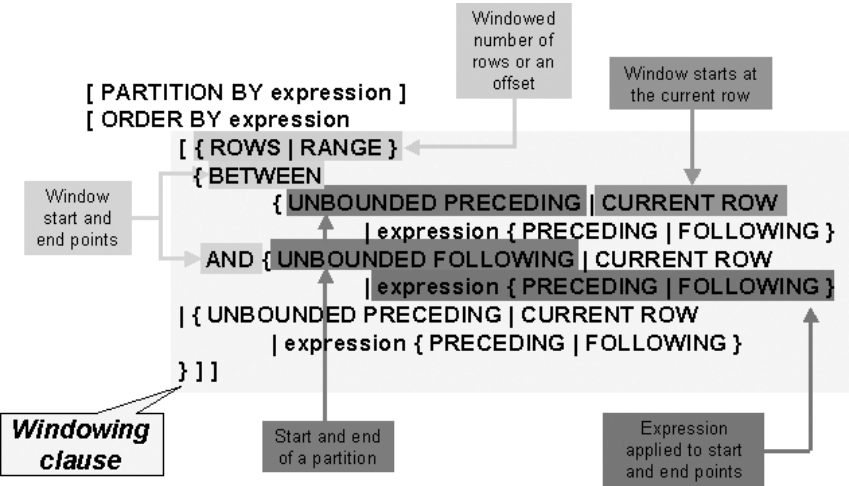 Windowed
number of
rows or an
offset
Window starts at
the current row
[ PARTITION BY expression ]
[ ORDER BY expression
[ { ROWS | RANGE }
{ BETWEEN
{ UNBOUNDED PRECEDING | CURRENT ROW
| expression { PRECEDING | FOLLOWING }
AND { UNBOUNDED FOLLOWING | CURRENT ROW
| expression { PRECEDING | FOLLOWING }
| { UNBOUNDED PRECEDING | CURRENT ROW
| expression { PRECEDING | FOLLOWING }
} ] ]
Window
start and
end points
Windowing
clause
Start and end
of a partition
Expression
applied to start
and end points